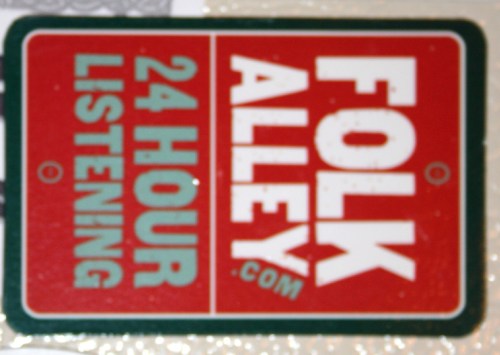 FOLK
ALLEY
.COM
24 HOUR
LISTENING